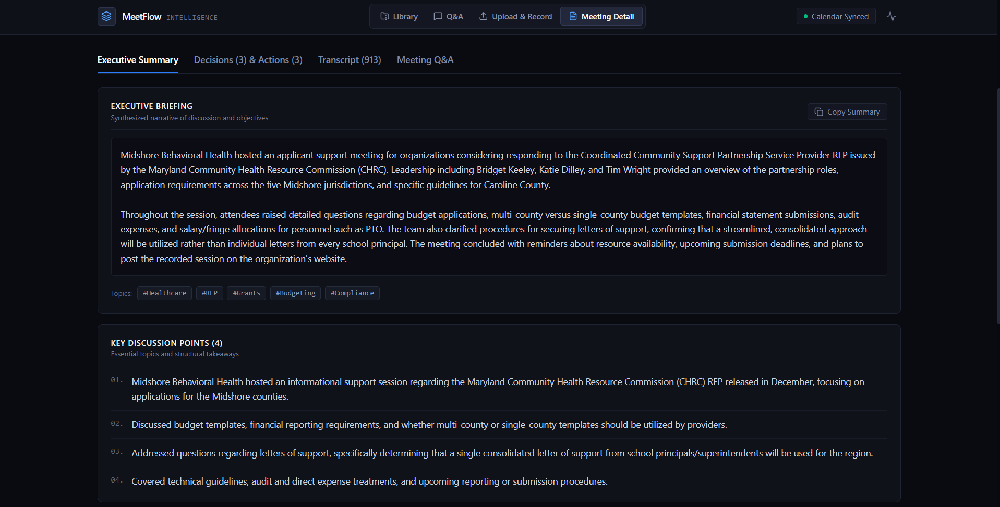 MeetFlow INTELLIGENCE
Library
Q&A
Upload & Record
Meeting Detail
Calendar Synced
Executive Summary
Decisions (3) & Actions (3)
Transcript (913)
Meeting Q&A
EXECUTIVE BRIEFING
Synthesized narrative of discussion and objectives
Copy Summary
Midshore Behavioral Health hosted an applicant support meeting for organizations considering responding to the Coordinated Community Support Partnership Service Provider RFP issued
by the Maryland Community Health Resource Commission (CHRC). Leadership including Bridget Keeley, Katie Dilley, and Tim Wright provided an overview of the partnership roles,
application requirements across the five Midshore jurisdictions, and specific guidelines for Caroline County.
Throughout the session, attendees raised detailed questions regarding budget applications, multi-county versus single-county budget templates, financial statement submissions, audit
expenses, and salary/fringe allocations for personnel such as PTO. The team also clarified procedures for securing letters of support, confirming that a streamlined, consolidated approach
will be utilized rather than individual letters from every school principal. The meeting concluded with reminders about resource availability, upcoming submission deadlines, and plans to
post the recorded session on the organization's website.
Topics: #Healthcare #RFP #Grants #Budgeting #Compliance
KEY DISCUSSION POINTS (4)
Essential topics and structural takeaways
01. Midshore Behavioral Health hosted an informational support session regarding the Maryland Community Health Resource Commission (CHRC) RFP released in December, focusing on
applications for the Midshore counties.
02. Discussed budget templates, financial reporting requirements, and whether multi-county or single-county templates should be utilized by providers.
03. Addressed questions regarding letters of support, specifically determining that a single consolidated letter of support from school principals/superintendents will be used for the region.
04. Covered technical guidelines, audit and direct expense treatments, and upcoming reporting or submission procedures.